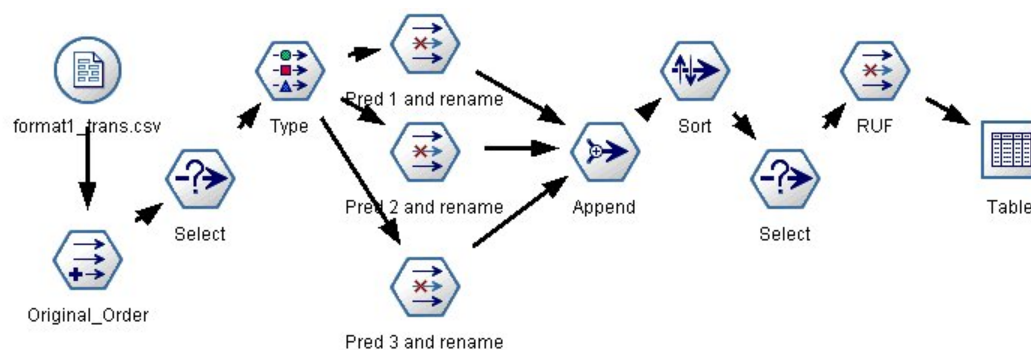 format1_trans.csv
Original_Order
Select
Type
Pred 1 and rename
Pred 2 and rename
Pred 3 and rename
Append
Sort
Select
RUF
Table